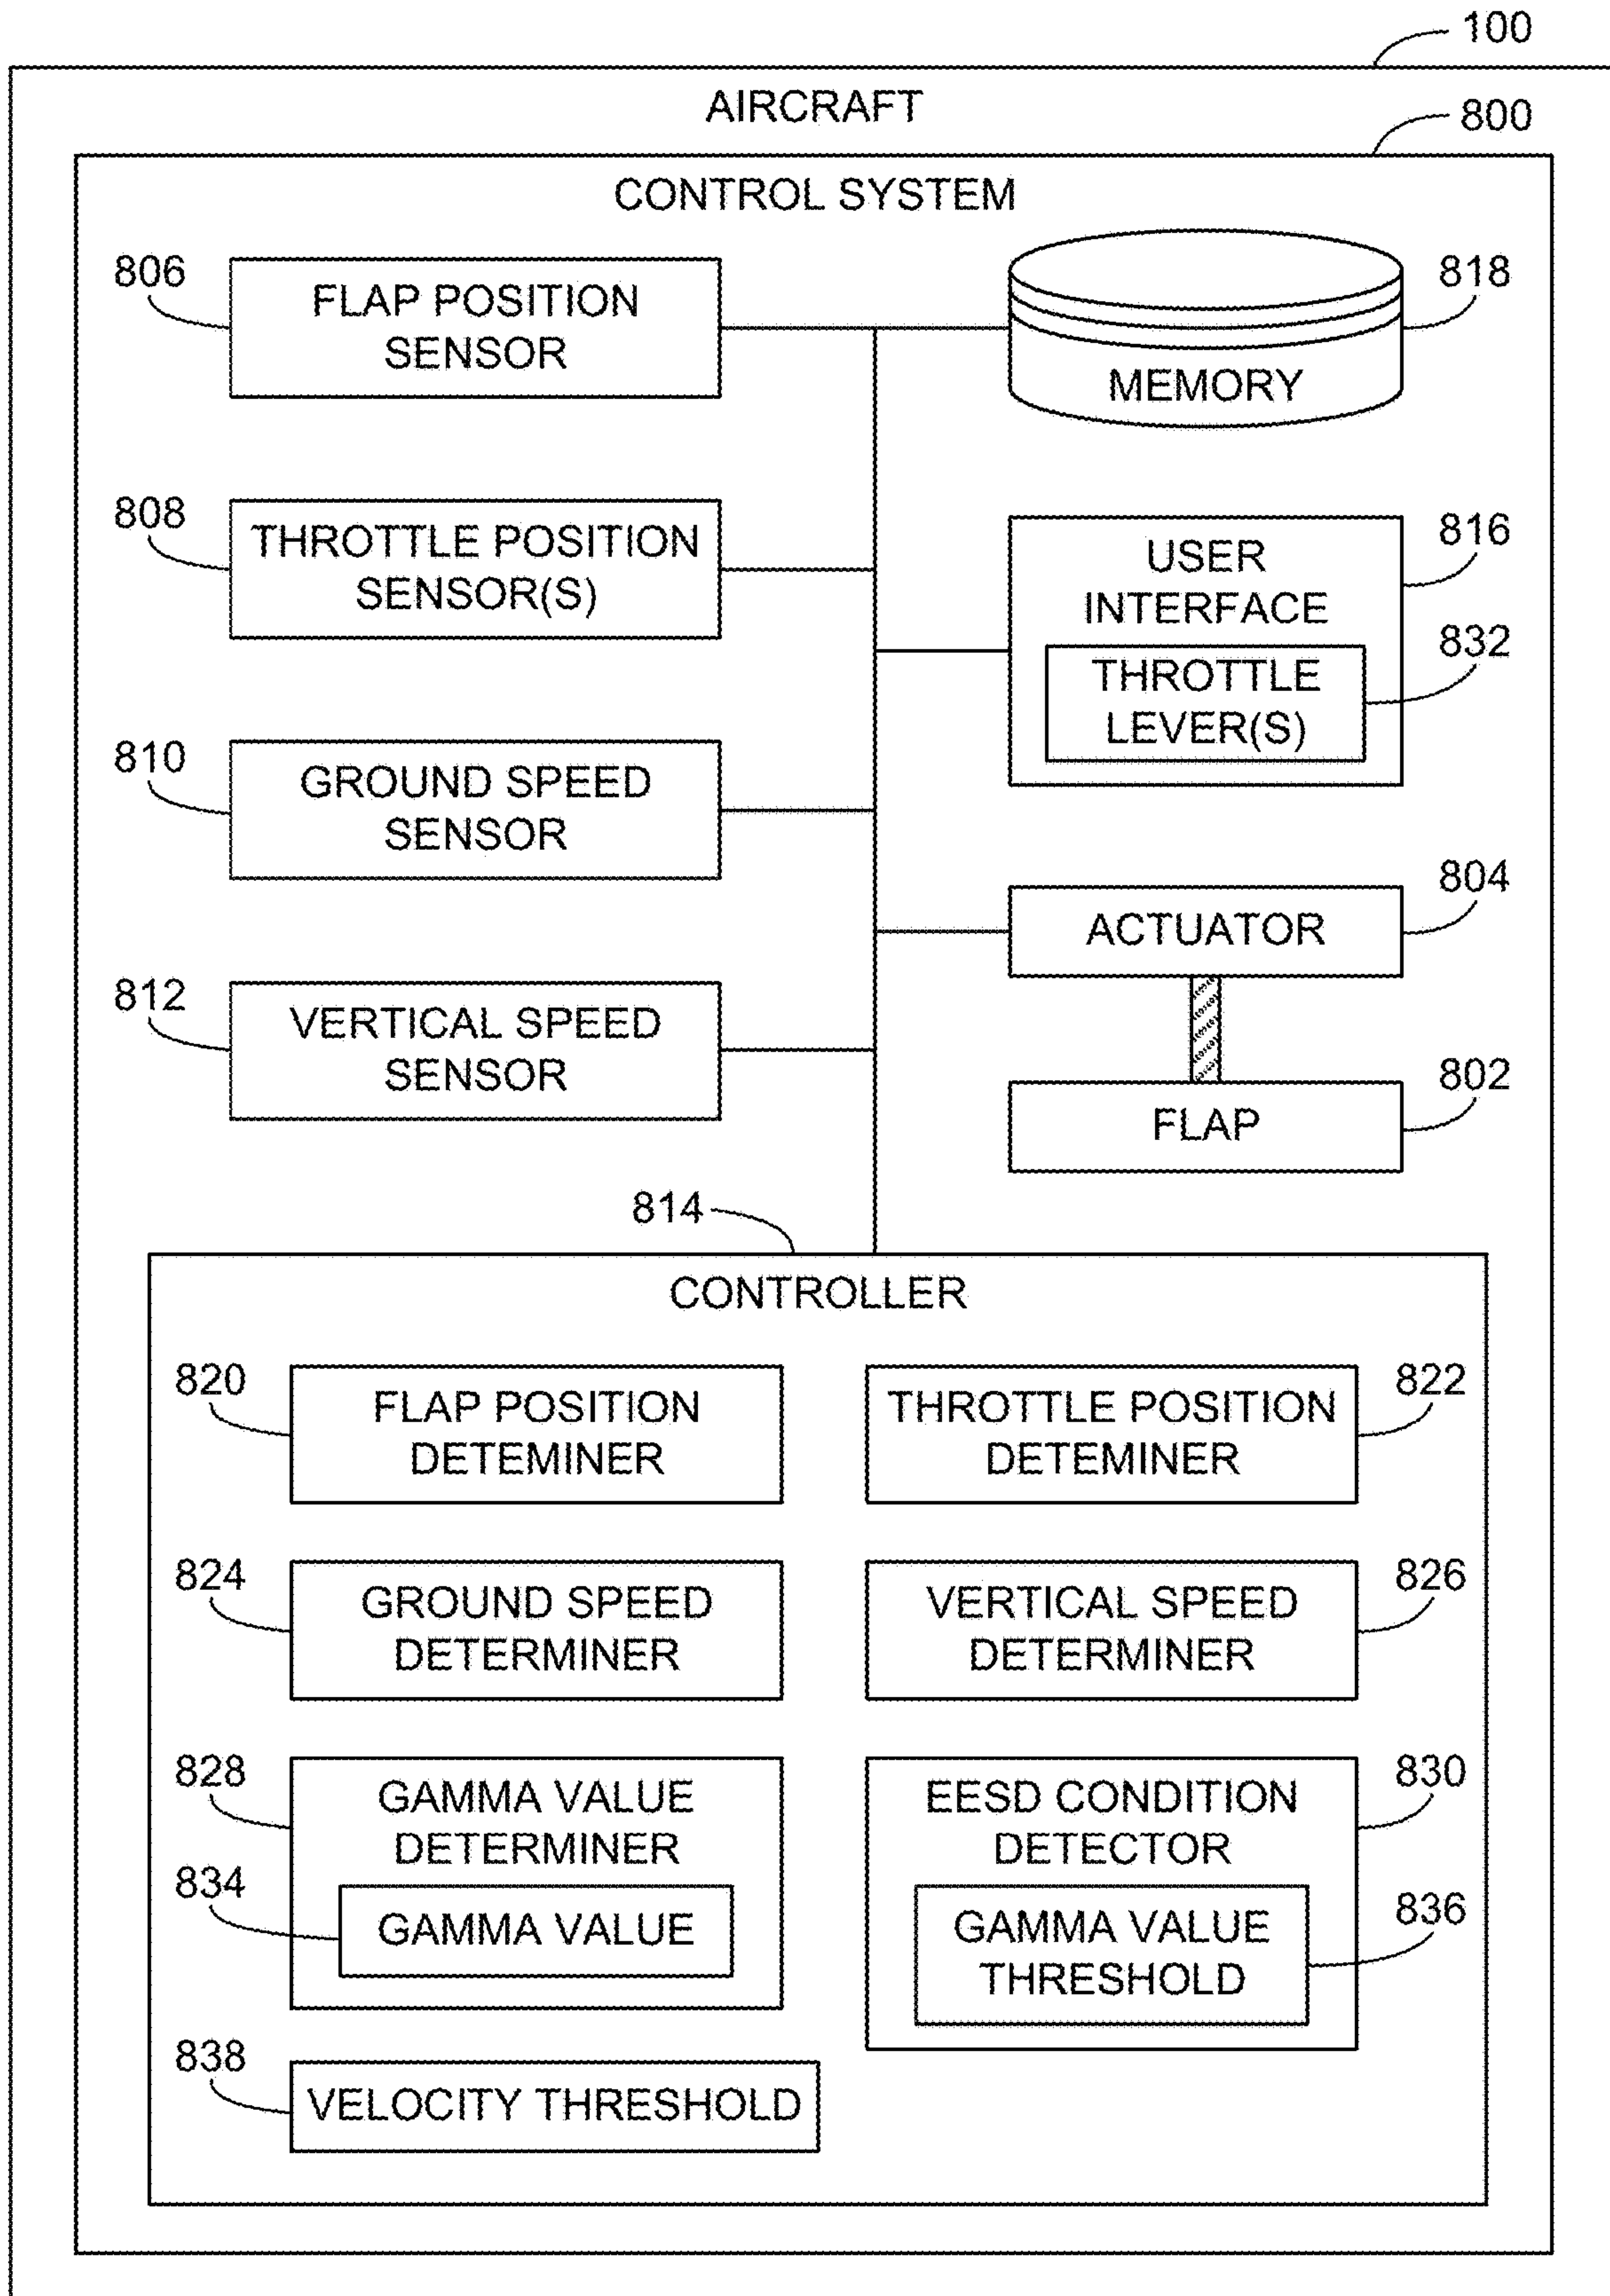 100
AIRCRAFT
800
CONTROL SYSTEM
806
FLAP POSITION
SENSOR
818
MEMORY
808
THROTTLE POSITION
SENSOR(S)
816
USER
INTERFACE
832
THROTTLE
LEVER(S)
810
GROUND SPEED
SENSOR
804
ACTUATOR
812
VERTICAL SPEED
SENSOR
802
FLAP
814
CONTROLLER
820
FLAP POSITION
DETEMINER
822
THROTTLE POSITION
DETEMINER
824
GROUND SPEED
DETERMINER
826
VERTICAL SPEED
DETERMINER
828
GAMMA VALUE
DETERMINER
834
GAMMA VALUE
830
EESD CONDITION
DETECTOR
836
GAMMA VALUE
THRESHOLD
838
VELOCITY THRESHOLD